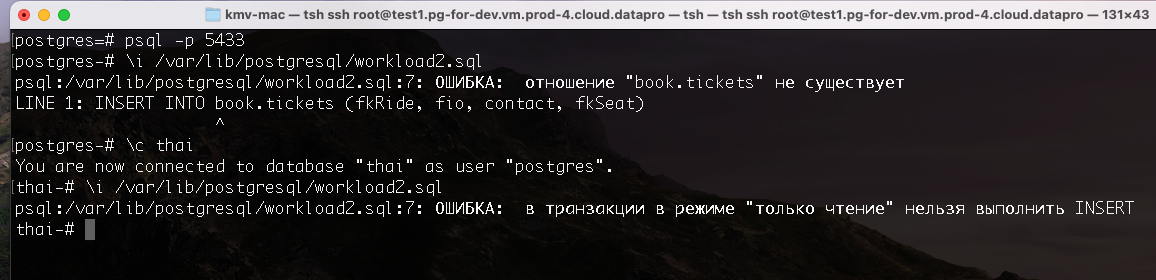 kmv-mac — tsh ssh root@test1.pg-for-dev.vm.prod-4.cloud.datapro — tsh — tsh ssh root@test1.pg-for-dev.vm.prod-4.cloud.datapro — 131×43
[postgres=# psql -p 5433
[postgres-# \i /var/lib/postgresql/workload2.sql
psql:/var/lib/postgresql/workload2.sql:7: ОШИБКА:  отношение "book.tickets" не существует
LINE 1: INSERT INTO book.tickets (fkRide, fio, contact, fkSeat)
^
[postgres-# \c thai
You are now connected to database "thai" as user "postgres".
[thai-# \i /var/lib/postgresql/workload2.sql
psql:/var/lib/postgresql/workload2.sql:7: ОШИБКА:  в транзакции в режиме "только чтение" нельзя выполнить INSERT
thai-#